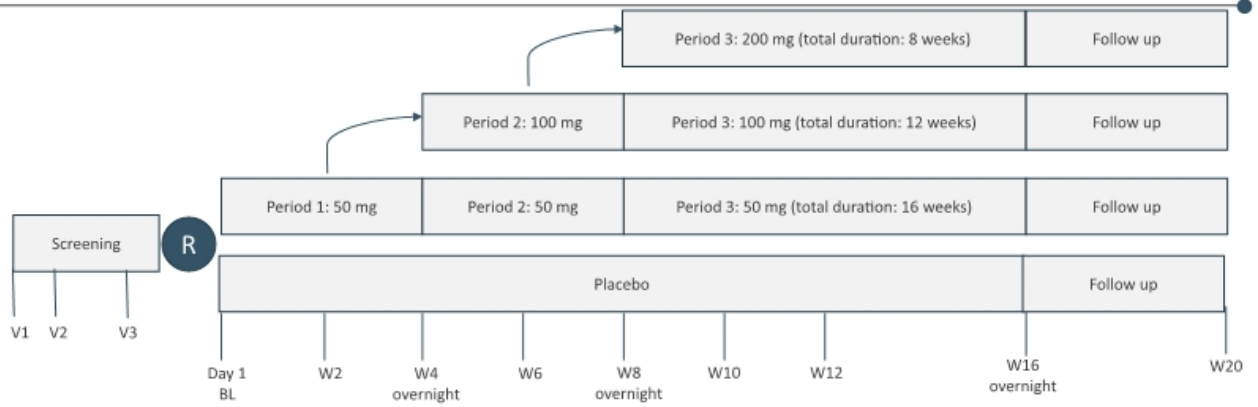 Period 3: 200 mg (total duration: 8 weeks)
Follow up
Period 2: 100 mg
Period 3: 100 mg (total duration: 12 weeks)
Follow up
Period 1: 50 mg
Period 2: 50 mg
Period 3: 50 mg (total duration: 16 weeks)
Follow up
Screening
R
Placebo
Follow up
V1
V2
V3
Day 1
BL
W2
W4
overnight
W6
W8
overnight
W10
W12
W16
overnight
W20